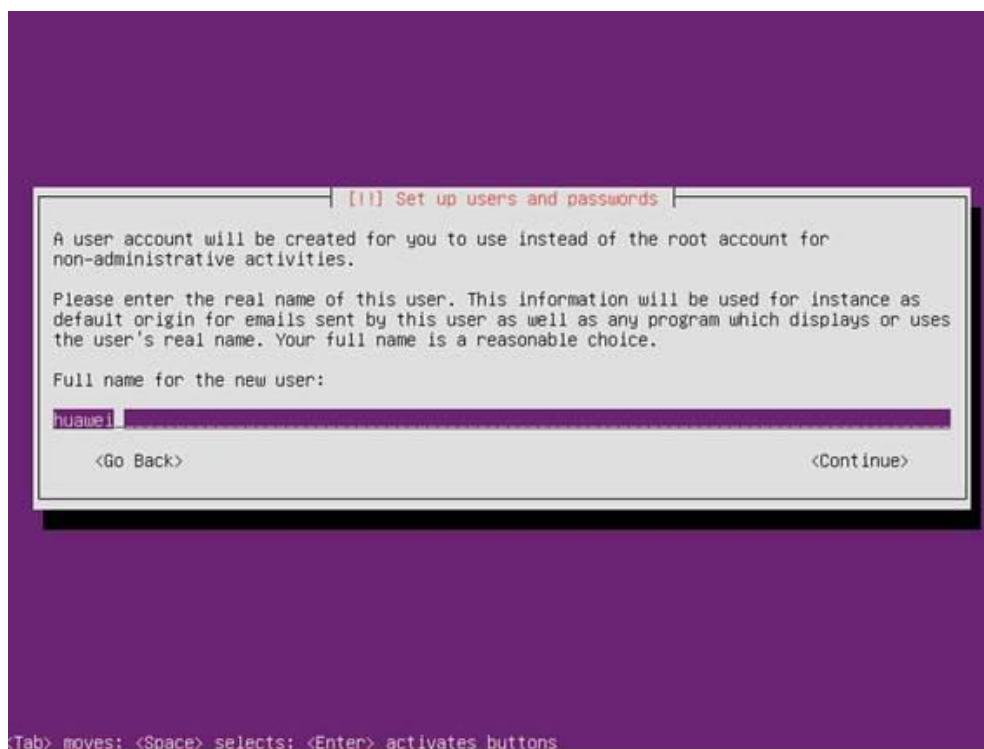 [!!] Set up users and passwords
A user account will be created for you to use instead of the root account for
non-administrative activities.
Please enter the real name of this user. This information will be used for instance as
default origin for emails sent by this user as well as any program which displays or uses
the user's real name. Your full name is a reasonable choice.
Full name for the new user:
huawei
<Go Back> <Continue>
<Tab> moves; <Space> selects; <Enter> activates buttons